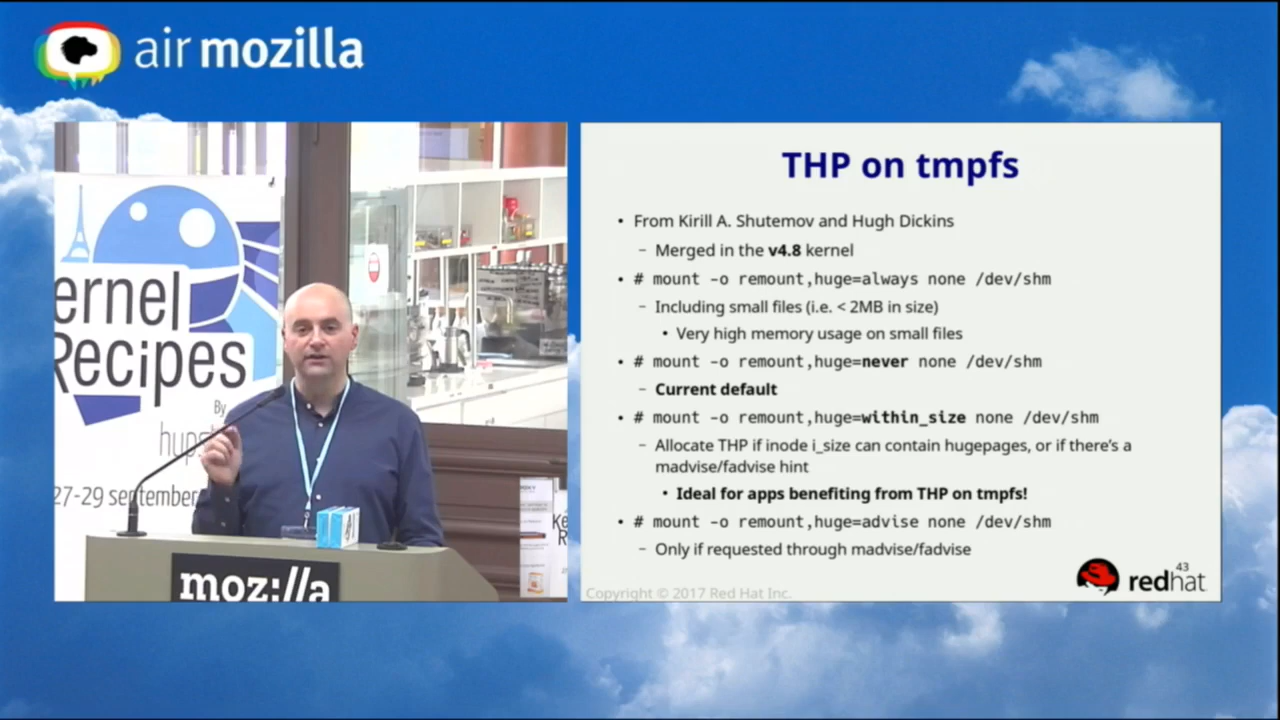 air mozilla
ernel
Recipes
By
hups
27-29 september
moz://a
THP on tmpfs
• From Kirill A. Shutemov and Hugh Dickins
– Merged in the v4.8 kernel
• # mount -o remount,huge=always none /dev/shm
– Including small files (i.e. < 2MB in size)
• Very high memory usage on small files
• # mount -o remount,huge=never none /dev/shm
– Current default
• # mount -o remount,huge=within_size none /dev/shm
– Allocate THP if inode i_size can contain hugepages, or if there's a
madvise/fadvise hint
• Ideal for apps benefiting from THP on tmpfs!
• # mount -o remount,huge=advise none /dev/shm
– Only if requested through madvise/fadvise
43
redhat
Copyright © 2017 Red Hat Inc.